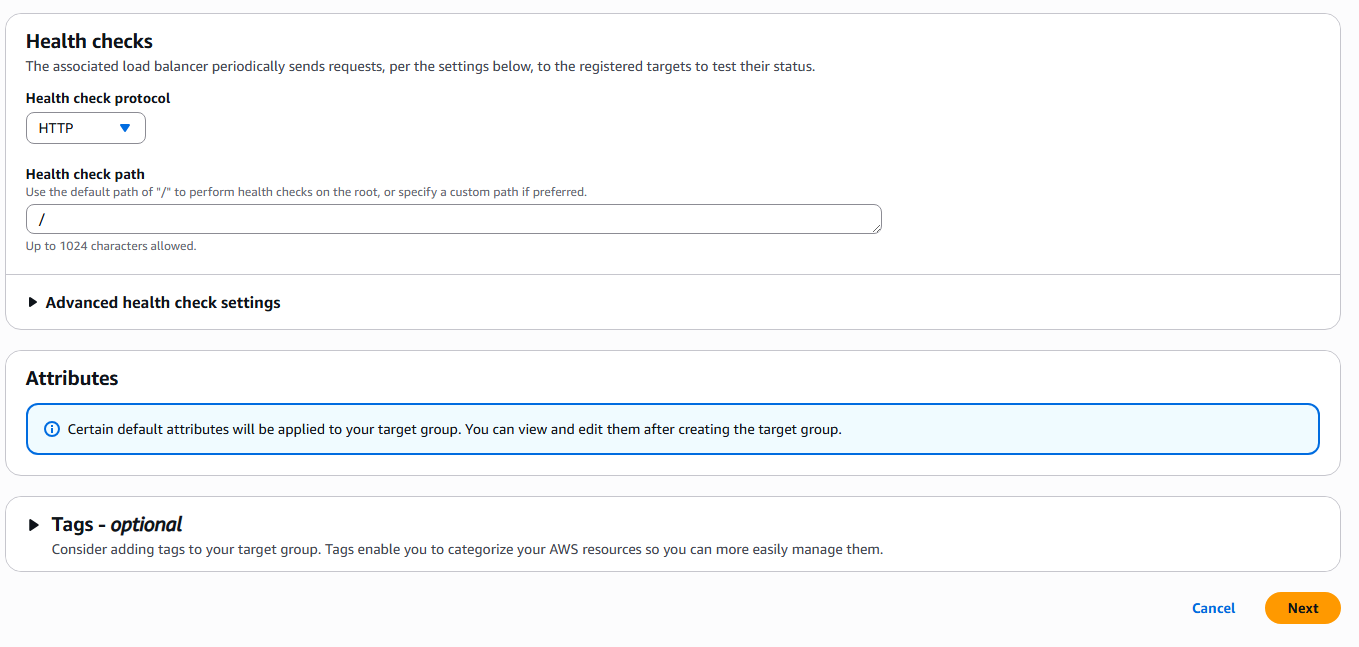 Health checks
The associated load balancer periodically sends requests, per the settings below, to the registered targets to test their status.
Health check protocol
HTTP
Health check path
Use the default path of "/" to perform health checks on the root, or specify a custom path if preferred.
/
Up to 1024 characters allowed.
Advanced health check settings
Attributes
Certain default attributes will be applied to your target group. You can view and edit them after creating the target group.
Tags - optional
Consider adding tags to your target group. Tags enable you to categorize your AWS resources so you can more easily manage them.
Cancel
Next